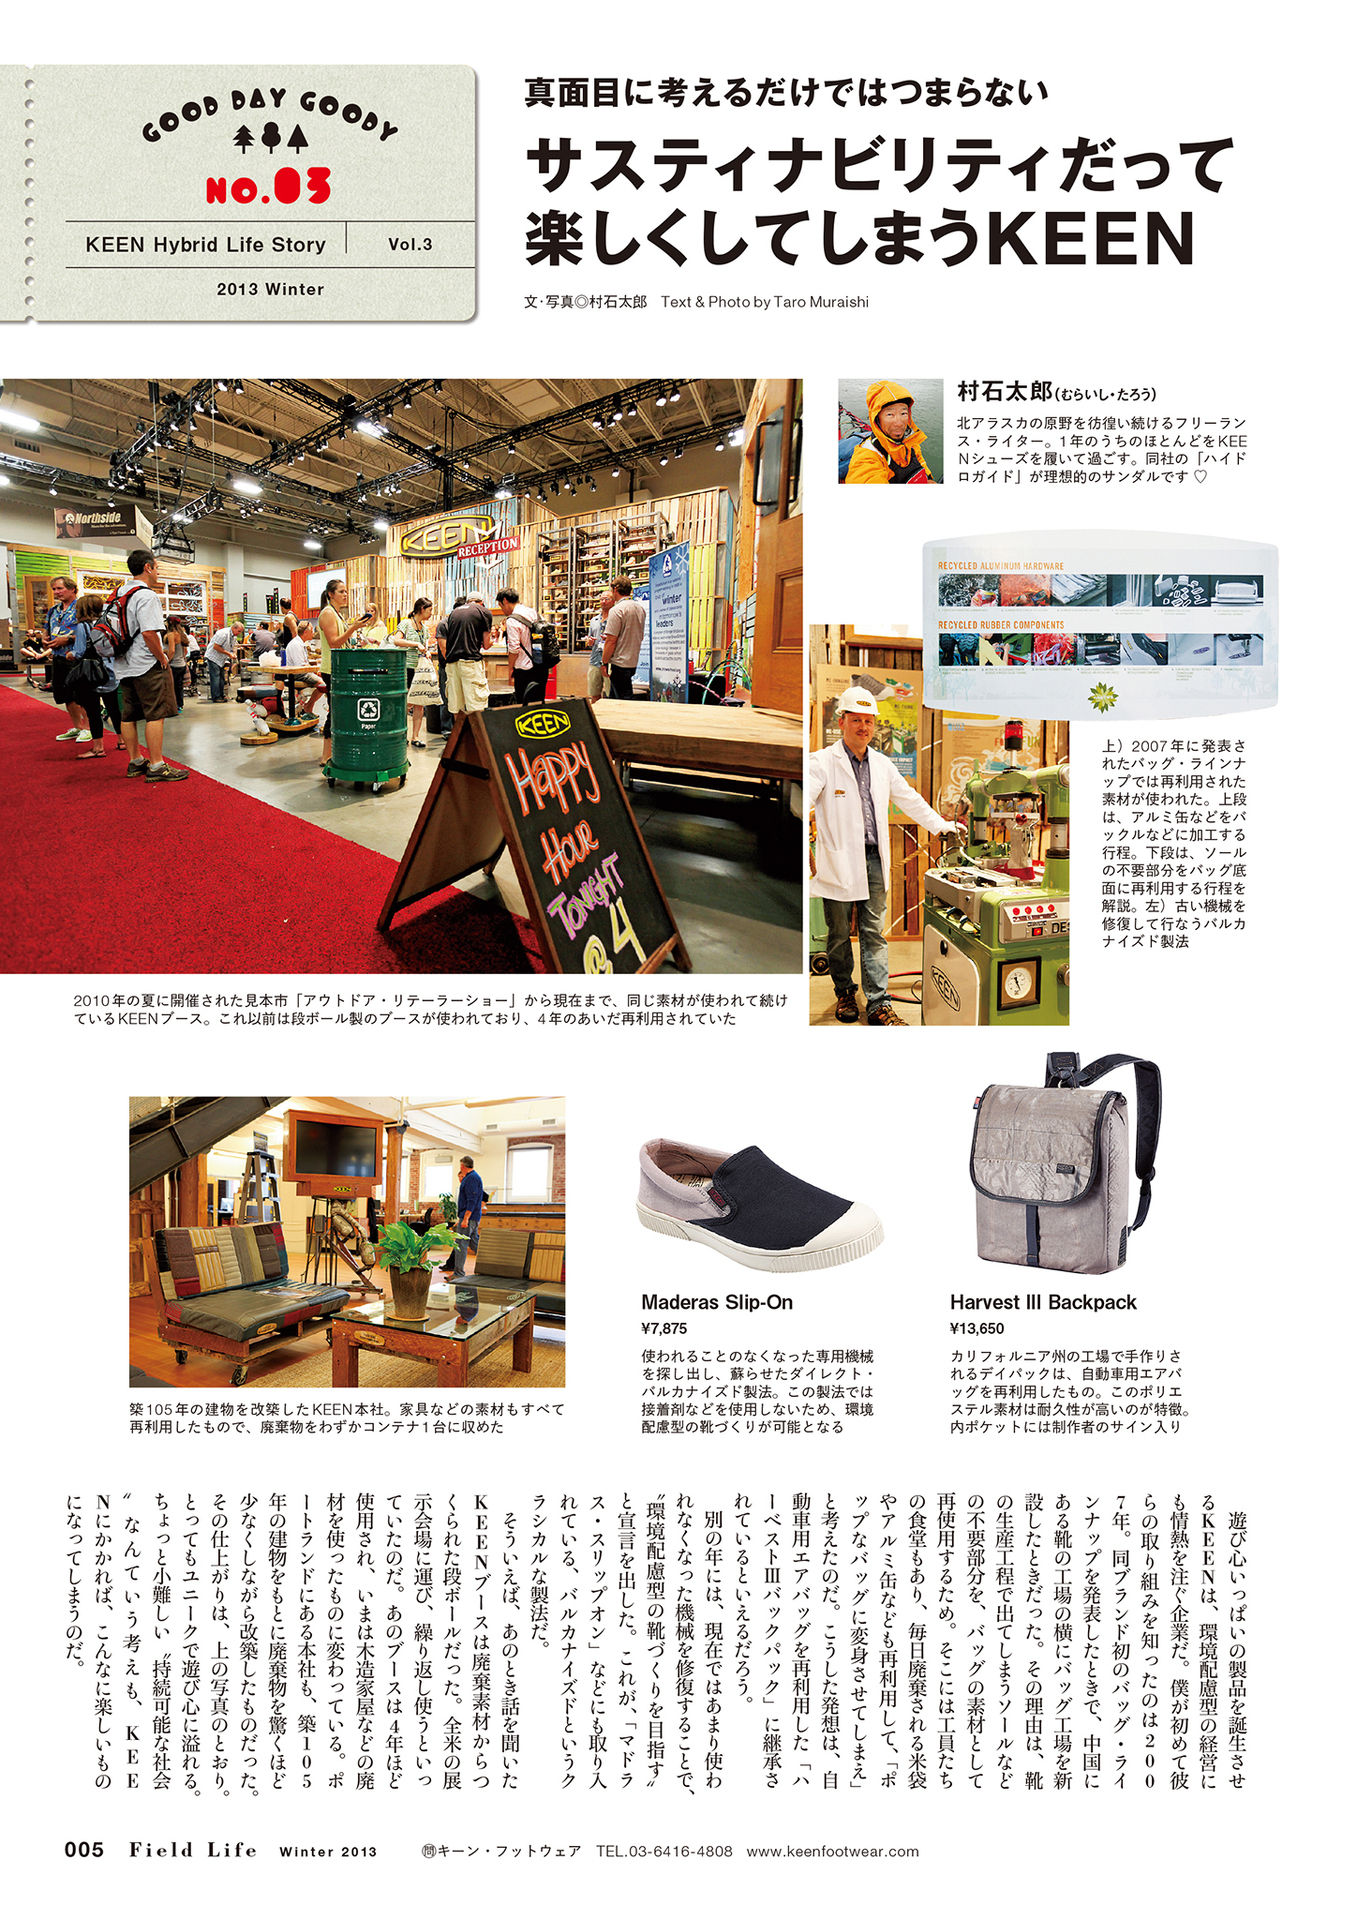 GOOD DAY GOODY
NO.03
KEEN Hybrid Life Story
Vol.3
2013 Winter
真面目に考えるだけではつまらない
サスティナビリティだって
楽しくしてしまうKEEN
文・写真◎村石太郎 Text & Photo by Taro Muraishi
村石太郎(むらいし・たろう)
北アラスカの原野を彷徨い続けるフリーラン
ス・ライター。1年のうちのほとんどをKEE
Nシューズを履いて過ごす。同社の「ハイド
ロガイド」が理想的のサンダルです♡
Northside
KEEN
RECEPTION
winter
leaders
Paper
KEEN
Happy
Hour
TONIGHT
@4
RECYCLED ALUMINUM HARDWARE
RECYCLED RUBBER COMPONENTS
KEEN
上)2007年に発表さ
れたバッグ・ラインナ
ップでは再利用された
素材が使われた。上段
は、アルミ缶などをバ
ックルなどに加工する
行程。下段は、ソール
の不要部分をバッグ底
面に再利用する行程を
解説。左)古い機械を
修復して行なうバルカ
ナイズド製法
2010年の夏に開催された見本市「アウトドア・リテーラーショー」から現在まで、同じ素材が使われて続け
ているKEENブース。これ以前は段ボール製のブースが使われており、4年のあいだ再利用されていた
KEEN
築105年の建物を改築したKEEN本社。家具などの素材もすべて
再利用したもので、廃棄物をわずかコンテナ1台に収めた
Maderas Slip-On
¥7,875
使われることのなくなった専用機械
を探し出し、蘇らせたダイレクト・
バルカナイズド製法。この製法では
接着剤などを使用しないため、環境
配慮型の靴づくりが可能となる
Harvest III Backpack
¥13,650
カリフォルニア州の工場で手作りさ
れるデイパックは、自動車用エアバ
ッグを再利用したもの。このポリエ
ステル素材は耐久性が高いのが特徴。
内ポケットには制作者のサイン入り
遊び心いっぱいの製品を誕生させ
るKEENは、環境配慮型の経営に
も情熱を注ぐ企業だ。僕が初めて彼
らの取り組みを知ったのは200
7年。同ブランド初のバッグ・ライ
ンナップを発表したときで、中国に
ある靴の工場の横にバッグ工場を新
設したときだった。その理由は、靴
の生産工程で出てしまうソールなど
の不要部分を、バッグの素材として
再使用するため。そこには工員たち
の食堂もあり、毎日廃棄される米袋
やアルミ缶なども再利用して、「ポ
ップなバッグに変身させてしまえ」
と考えたのだ。こうした発想は、自
動車用エアバッグを再利用した「ハ
ーベストⅢバックパック」に継承さ
れているといえるだろう。
別の年には、現在ではあまり使わ
れなくなった機械を修復することで、
〝環境配慮型の靴づくりを目指す〟
と宣言を出した。これが、「マドラ
ス・スリップオン」などにも取り入
れている、バルカナイズドというク
ラシカルな製法だ。
そういえば、あのとき話を聞いた
KEENブースは廃棄素材からつ
くられた段ボールだった。全米の展
示会場に運び、繰り返し使うといっ
ていたのだ。あのブースは4年ほど
使用され、いまは木造家屋などの廃
材を使ったものに変わっている。ポ
ートランドにある本社も、築105
年の建物をもとに廃棄物を驚くほど
少なくしながら改築したものだった。
その仕上がりは、上の写真のとおり。
とってもユニークで遊び心に溢れる。
ちょっと小難しい〝持続可能な社会
〟なんていう考えも、KEE
Nにかかれば、こんなに楽しいもの
になってしまうのだ。
005 Field Life Winter 2013 ㉄キーン・フットウェア TEL.03-6416-4808 www.keenfootwear.com